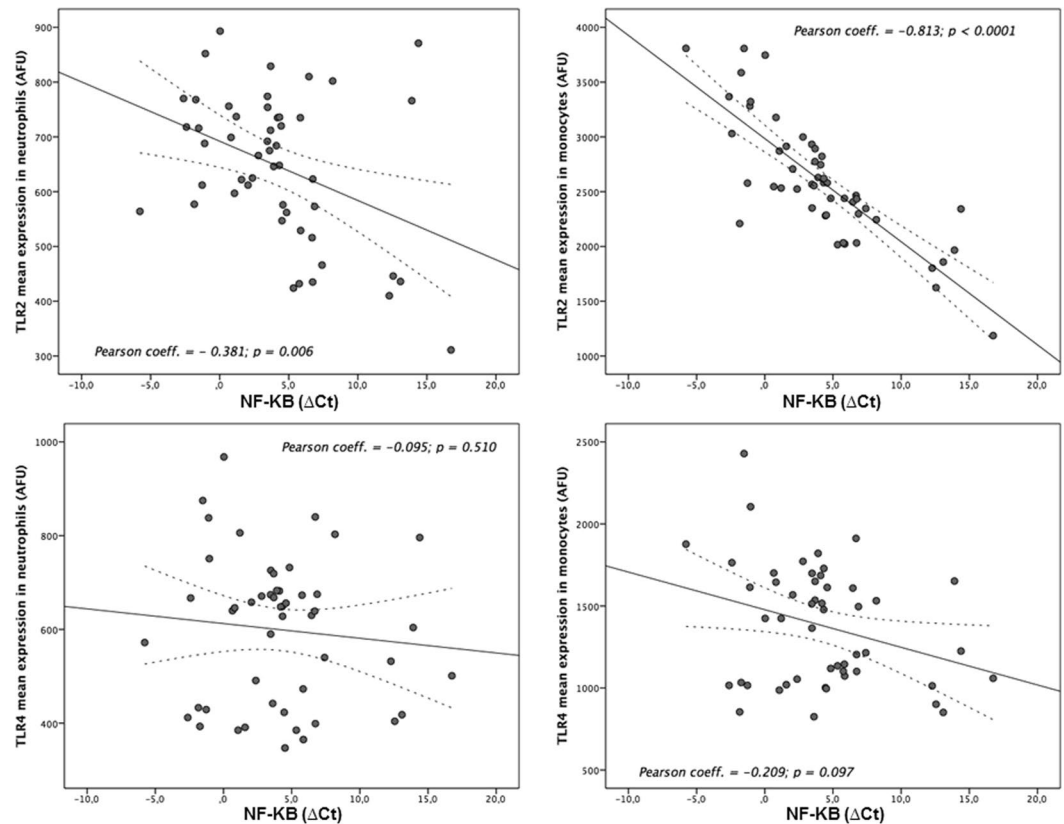 TLR2 mean expression in neutrophils (AFU)
900
800
700
600
500
400
300
Pearson coeff. = - 0.381; p = 0.006
-10,0 -5,0 ,0 5,0 10,0 15,0 20,0
NF-KB (ΔCt)
TLR2 mean expression in monocytes (AFU)
4000
3500
3000
2500
2000
1500
1000
Pearson coeff. = -0.813; p < 0.0001
-10,0 -5,0 ,0 5,0 10,0 15,0 20,0
NF-KB (ΔCt)
TLR4 mean expression in neutrophils (AFU)
1000
800
600
400
Pearson coeff. = -0.095; p = 0.510
-10,0 -5,0 ,0 5,0 10,0 15,0 20,0
NF-KB (ΔCt)
TLR4 mean expression in monocytes (AFU)
2500
2000
1500
1000
500
Pearson coeff. = -0.209; p = 0.097
-10,0 -5,0 ,0 5,0 10,0 15,0 20,0
NF-KB (ΔCt)